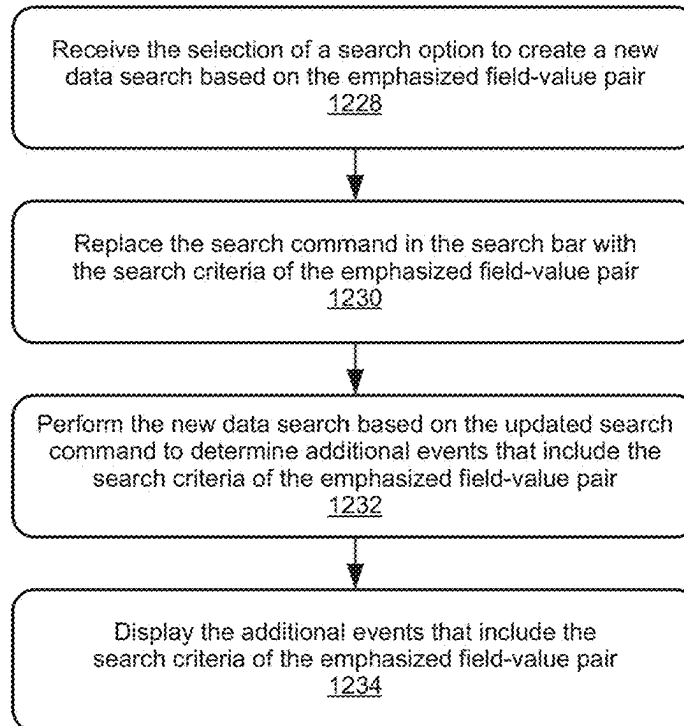 Receive the selection of a search option to create a new
data search based on the emphasized field-value pair
1228
Replace the search command in the search bar with
the search criteria of the emphasized field-value pair
1230
Perform the new data search based on the updated search
command to determine additional events that include the
search criteria of the emphasized field-value pair
1232
Display the additional events that include the
search criteria of the emphasized field-value pair
1234